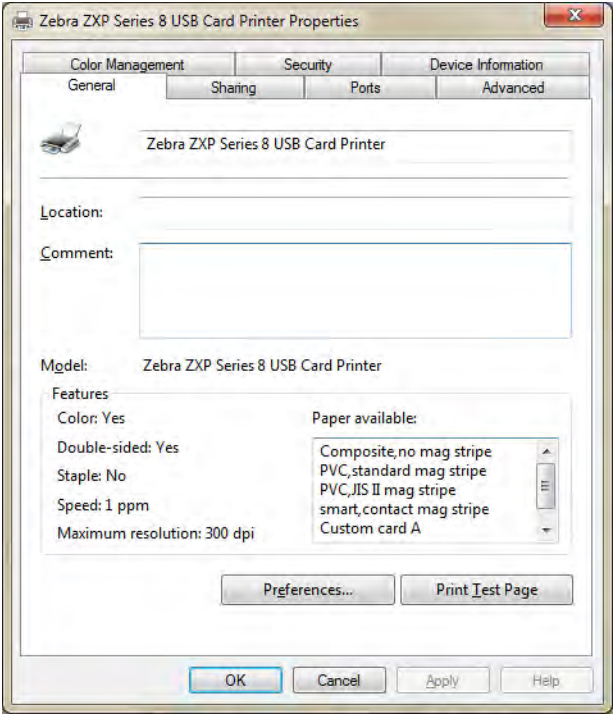 Zebra ZXP Series 8 USB Card Printer Properties
Color Management Security Device Information
General Sharing Ports Advanced
Zebra ZXP Series 8 USB Card Printer
Location:
Comment:
Model: Zebra ZXP Series 8 USB Card Printer
Features
Color: Yes
Double-sided: Yes
Staple: No
Speed: 1 ppm
Maximum resolution: 300 dpi
Paper available:
Composite,no mag stripe
PVC,standard mag stripe
PVC,JIS II mag stripe
smart,contact mag stripe
Custom card A
Preferences... Print Test Page
OK Cancel Apply Help